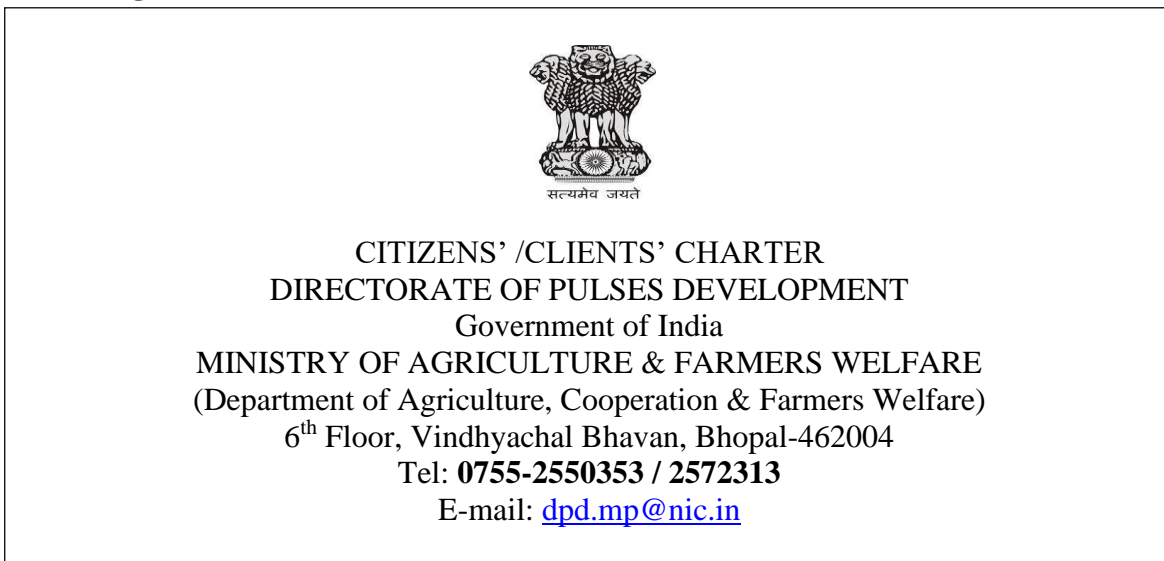 सत्यमेव जयते
CITIZENS’ /CLIENTS’ CHARTER
DIRECTORATE OF PULSES DEVELOPMENT
Government of India
MINISTRY OF AGRICULTURE & FARMERS WELFARE
(Department of Agriculture, Cooperation & Farmers Welfare)
6th Floor, Vindhyachal Bhavan, Bhopal-462004
Tel: 0755-2550353 / 2572313
E-mail: dpd.mp@nic.in